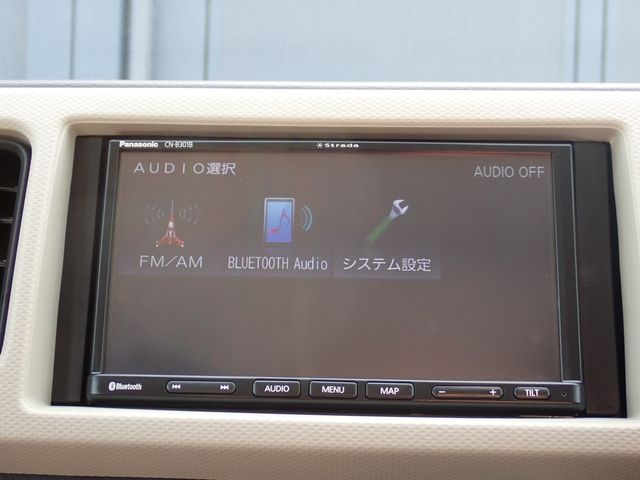 Panasonic CN-B301B Strada
AUDIO選択 AUDIO OFF
FM/AM BLUETOOTH Audio システム設定
Bluetooth AUDIO MENU MAP TILT